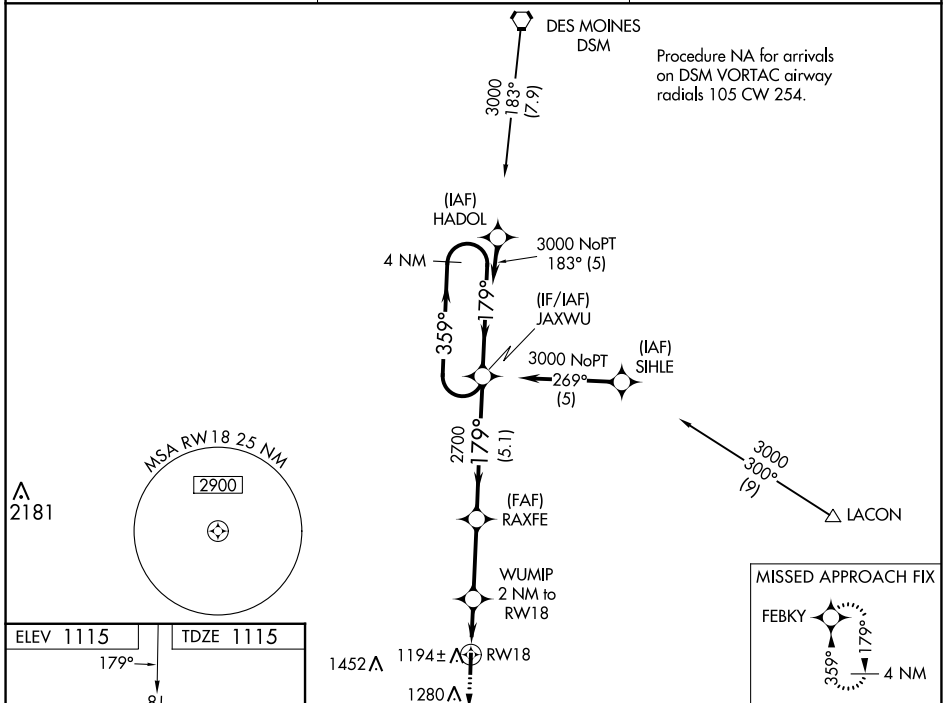 DES MOINES
DSM
Procedure NA for arrivals
on DSM VORTAC airway
radials 105 CW 254.
3000
183°
(7.9)
(IAF)
HADOL
3000 NoPT
183° (5)
4 NM
179°
359°
(IF/IAF)
JAXWU
3000 NoPT
269°
(5)
(IAF)
SIHLE
2700
179°
(5.1)
3000
300°
(9)
LACON
MSA RW18 25 NM
2900
2181
(FAF)
RAXFE
WUMIP
2 NM to
RW18
MISSED APPROACH FIX
FEBKY
359°
179°
4 NM
ELEV 1115
TDZE 1115
179°
1452
1194±
RW18
1280